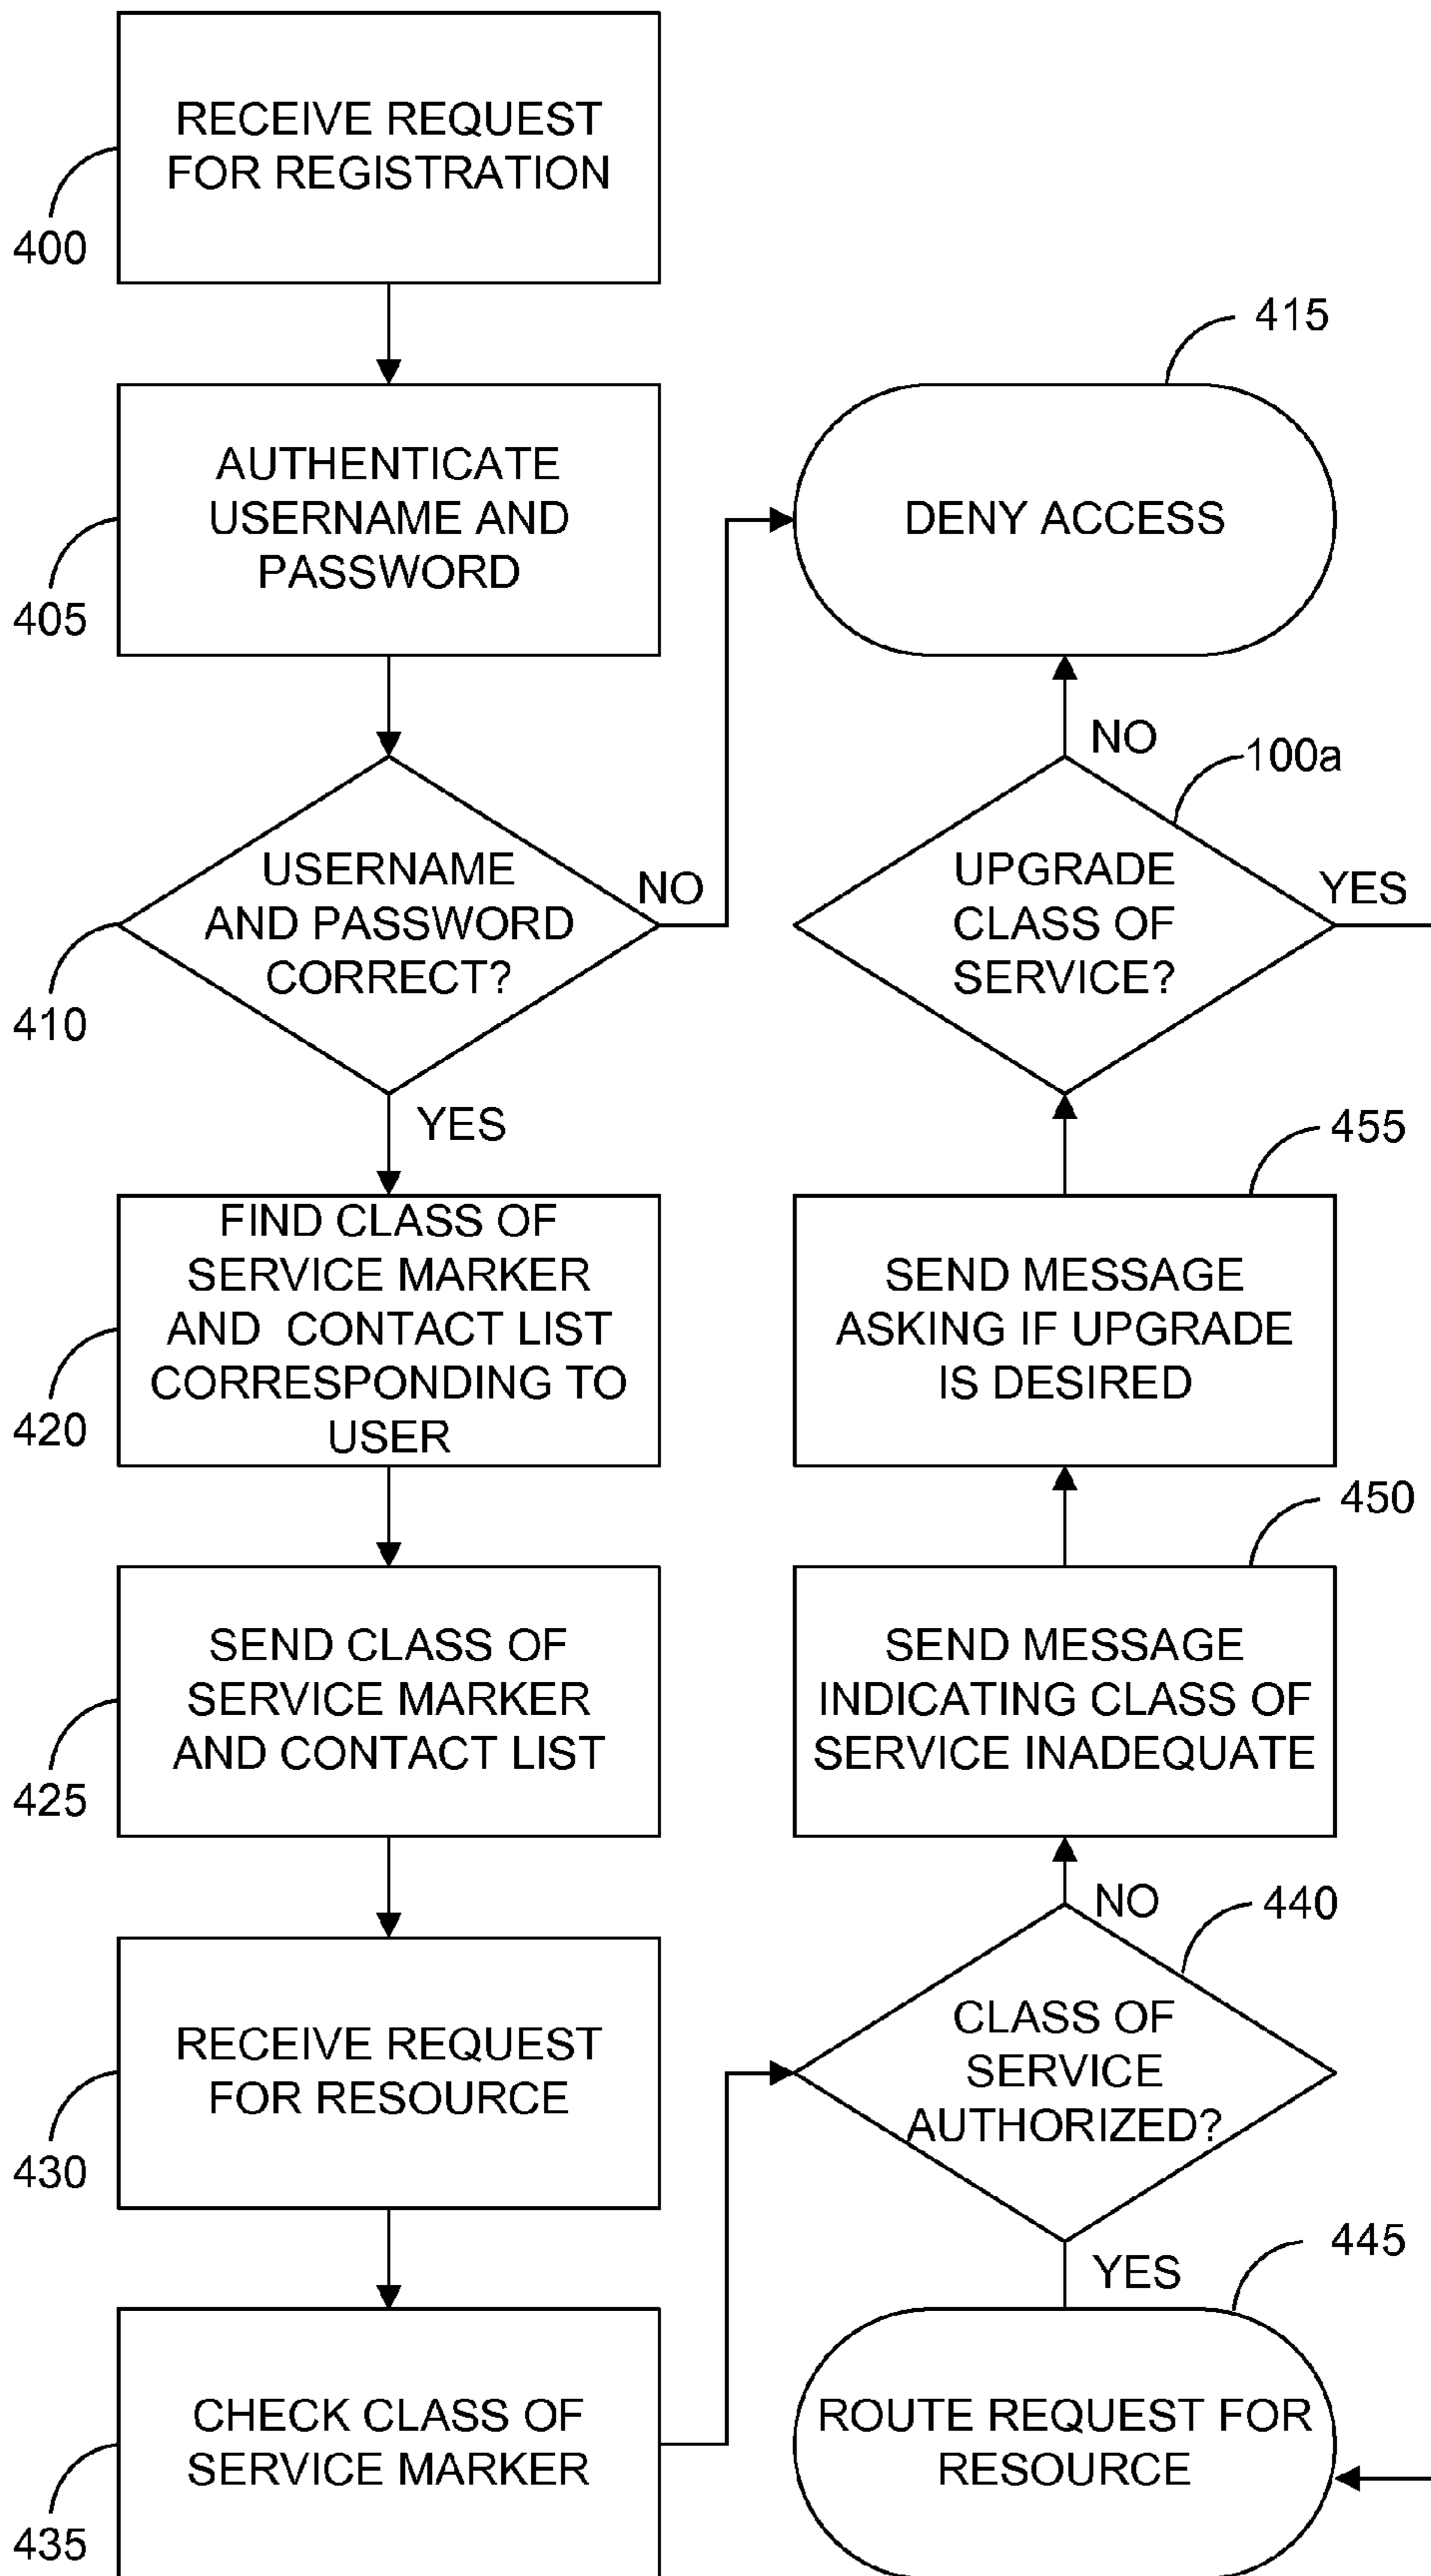 RECEIVE REQUEST
FOR REGISTRATION
400
AUTHENTICATE
USERNAME AND
PASSWORD
405
USERNAME
AND PASSWORD
CORRECT?
410
NO
YES
FIND CLASS OF
SERVICE MARKER
AND CONTACT LIST
CORRESPONDING TO
USER
420
SEND CLASS OF
SERVICE MARKER
AND CONTACT LIST
425
RECEIVE REQUEST
FOR RESOURCE
430
CHECK CLASS OF
SERVICE MARKER
435
415
DENY ACCESS
NO
100a
UPGRADE
CLASS OF
SERVICE?
YES
455
SEND MESSAGE
ASKING IF UPGRADE
IS DESIRED
450
SEND MESSAGE
INDICATING CLASS OF
SERVICE INADEQUATE
NO
440
CLASS OF
SERVICE
AUTHORIZED?
YES
445
ROUTE REQUEST FOR
RESOURCE